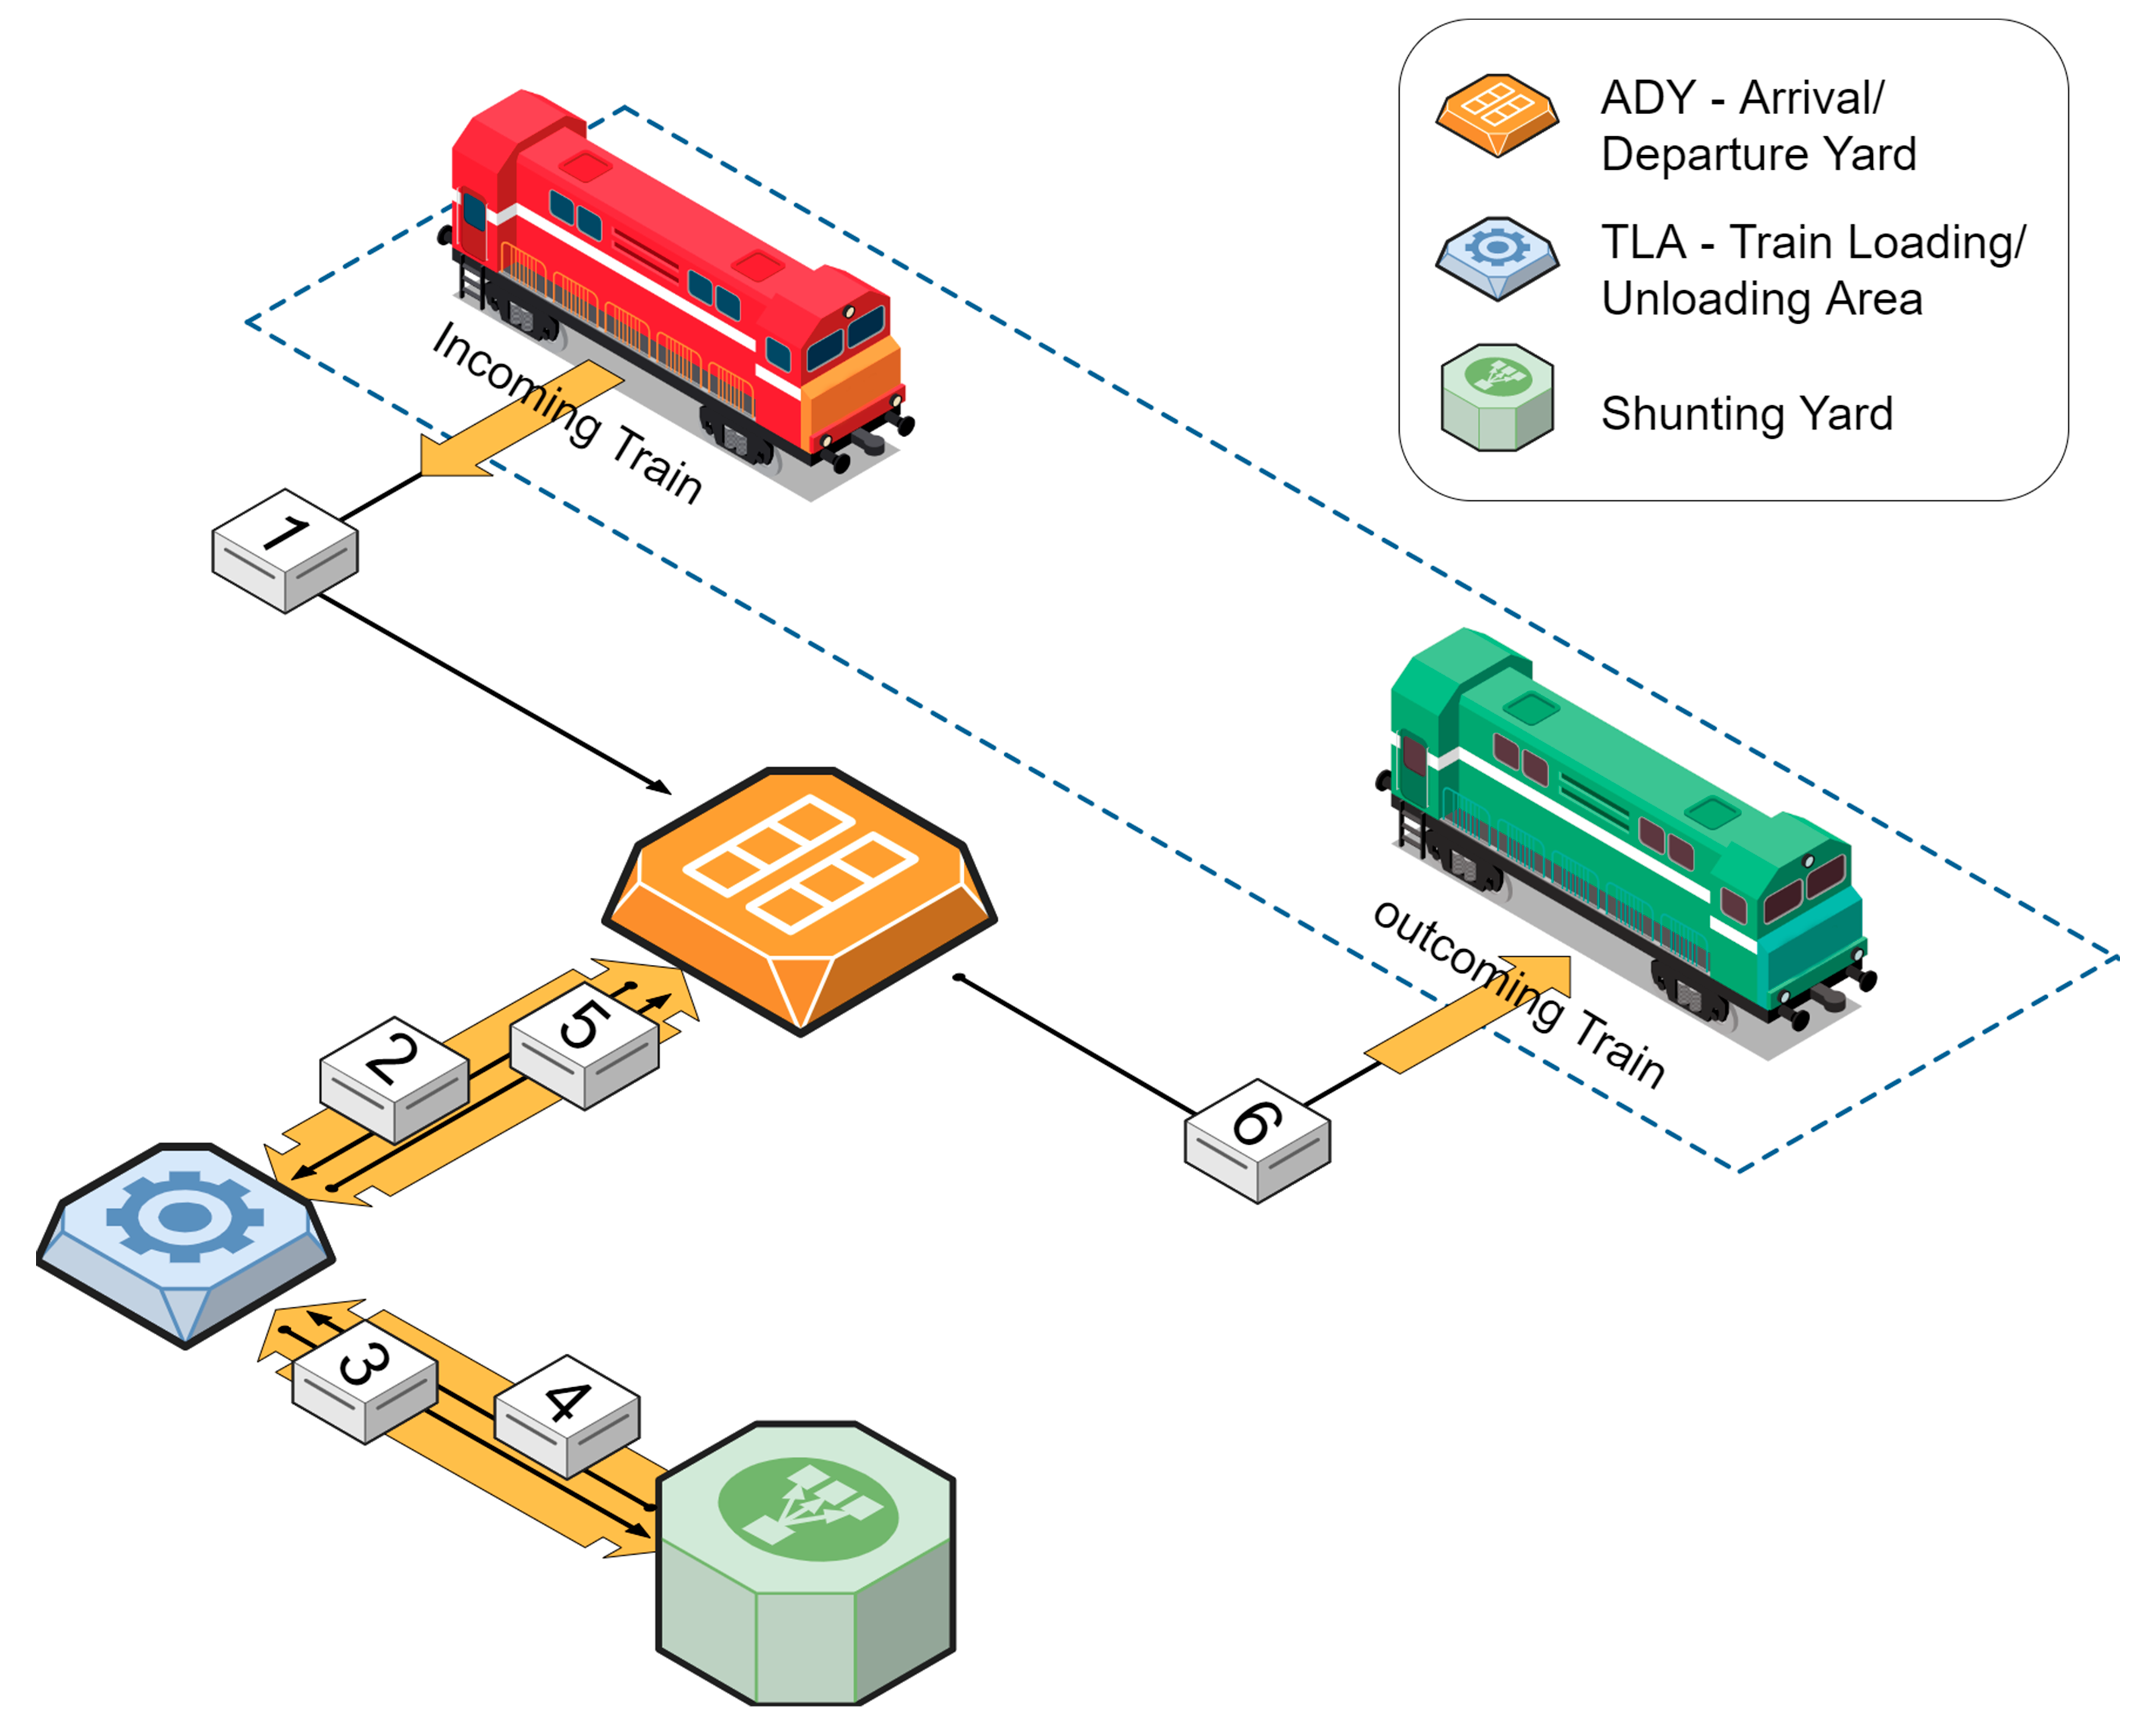 ADY - Arrival/
Departure Yard
TLA - Train Loading/
Unloading Area
Shunting Yard
Incoming Train
1
outcoming Train
2
5
6
3
4